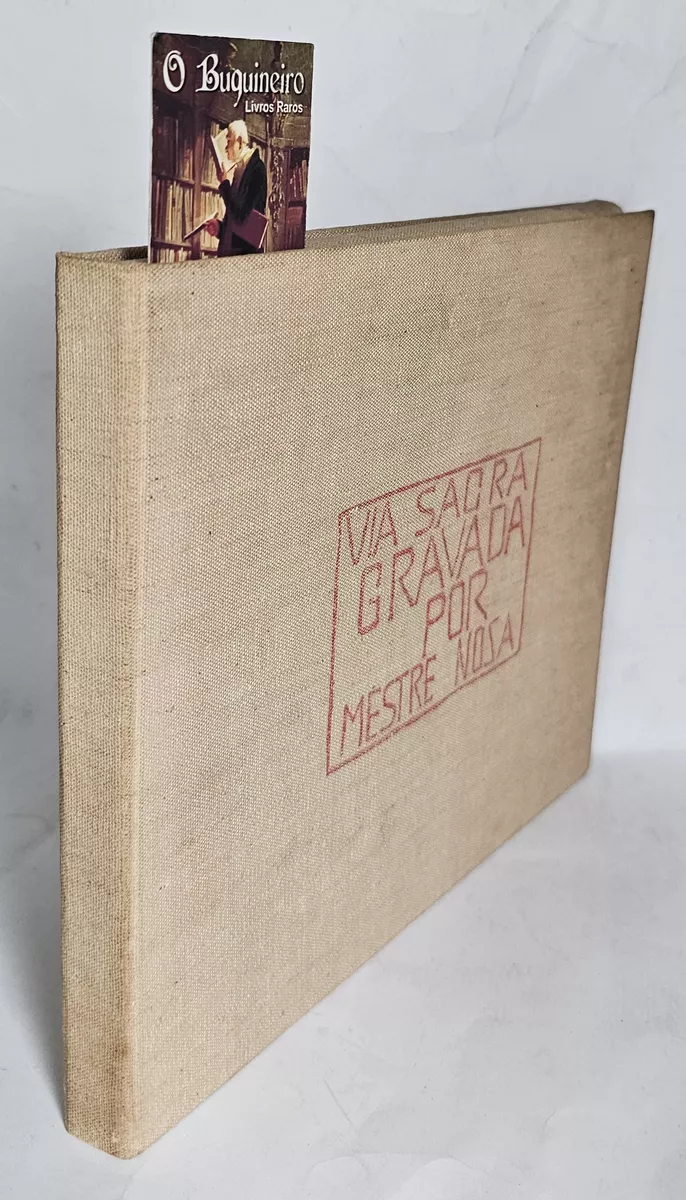 O Buquineiro
Livros Raros
VIA SACRA
GRAVADA
POR
MESTRE NOSA